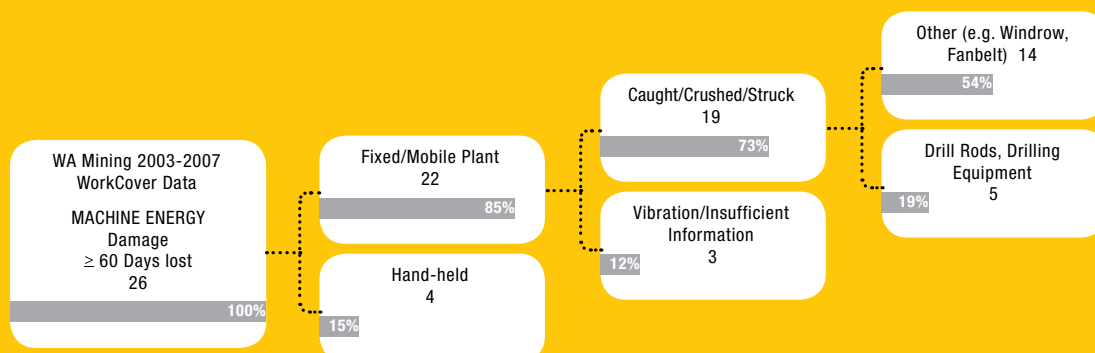 WA Mining 2003-2007
WorkCover Data
MACHINE ENERGY
Damage
≥ 60 Days lost
26
100%
Fixed/Mobile Plant
22
85%
Hand-held
4
15%
Caught/Crushed/Struck
19
73%
Vibration/Insufficient
Information
3
12%
Other (e.g. Windrow,
Fanbelt) 14
54%
Drill Rods, Drilling
Equipment
5
19%